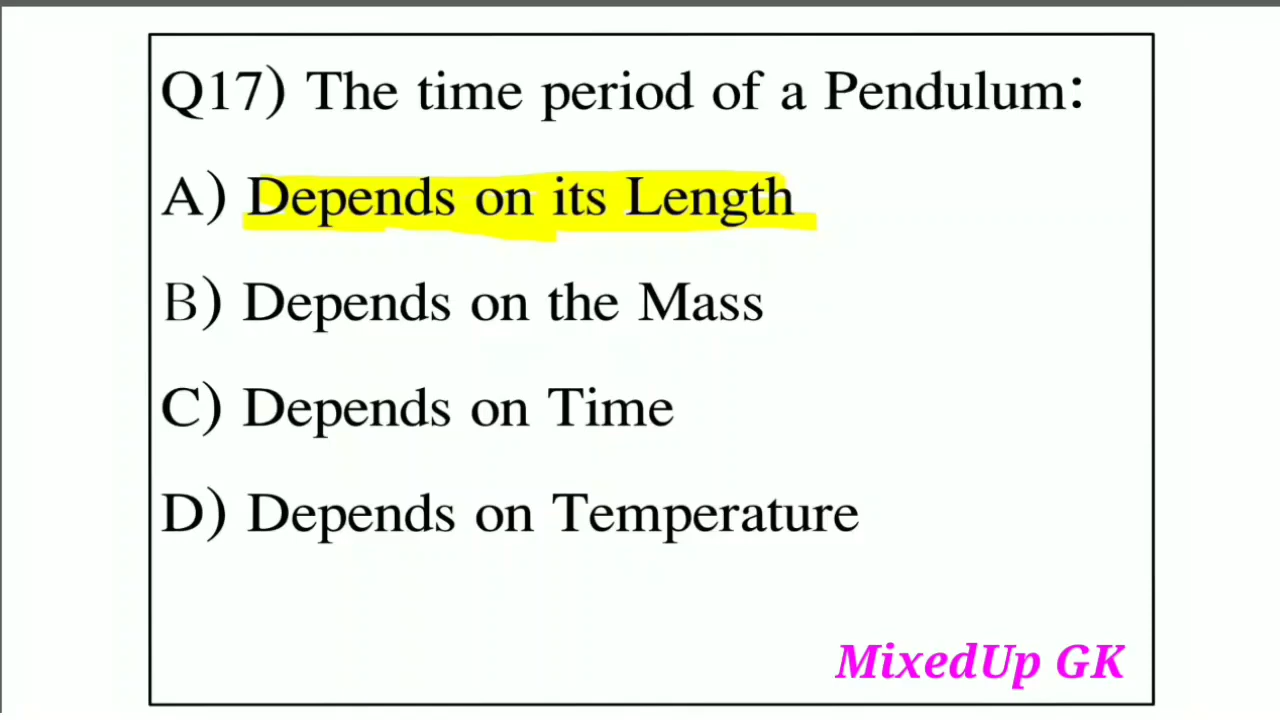 Q17) The time period of a Pendulum:
A) Depends on its Length
B) Depends on the Mass
C) Depends on Time
D) Depends on Temperature
MixedUp GK